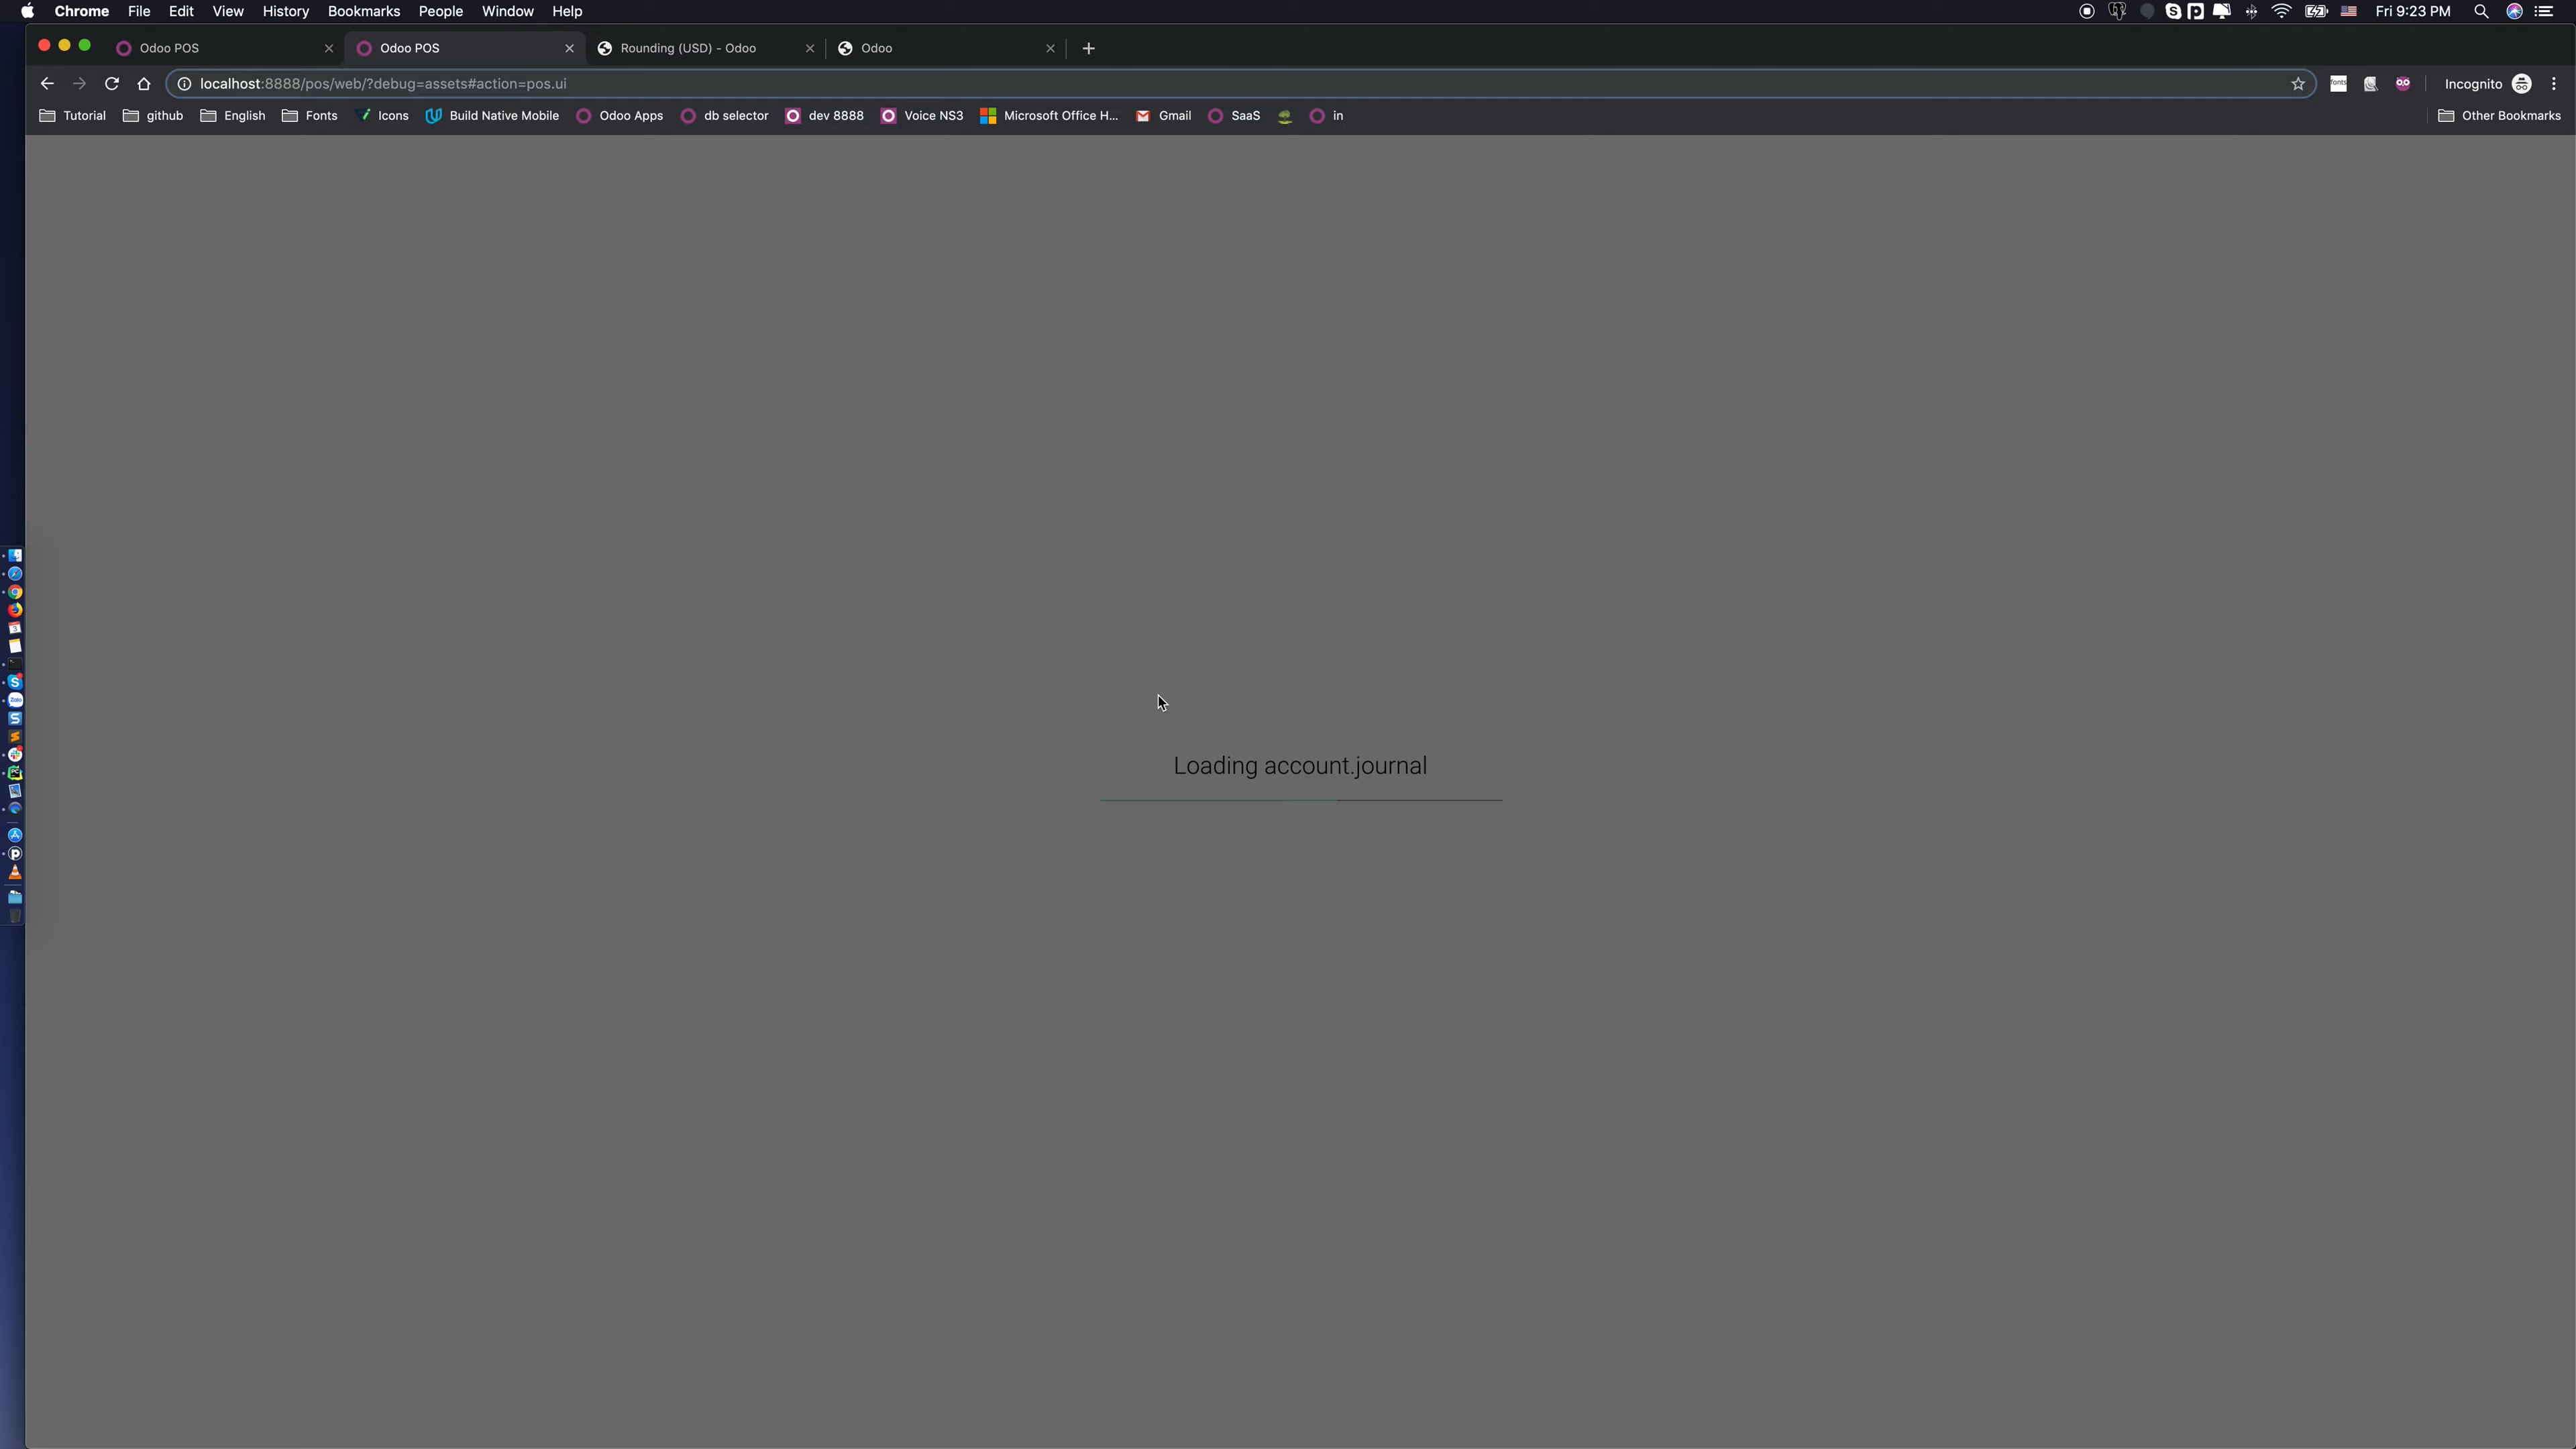 Chrome File Edit View History Bookmarks People Window Help Fri 9:23 PM
Odoo POS Odoo POS Rounding (USD) - Odoo Odoo
localhost:8888/pos/web/?debug=assets#action=pos.ui fonts Incognito
Tutorial github English Fonts Icons Build Native Mobile Odoo Apps db selector dev 8888 Voice NS3 Microsoft Office H... Gmail SaaS in Other Bookmarks
Loading account.journal